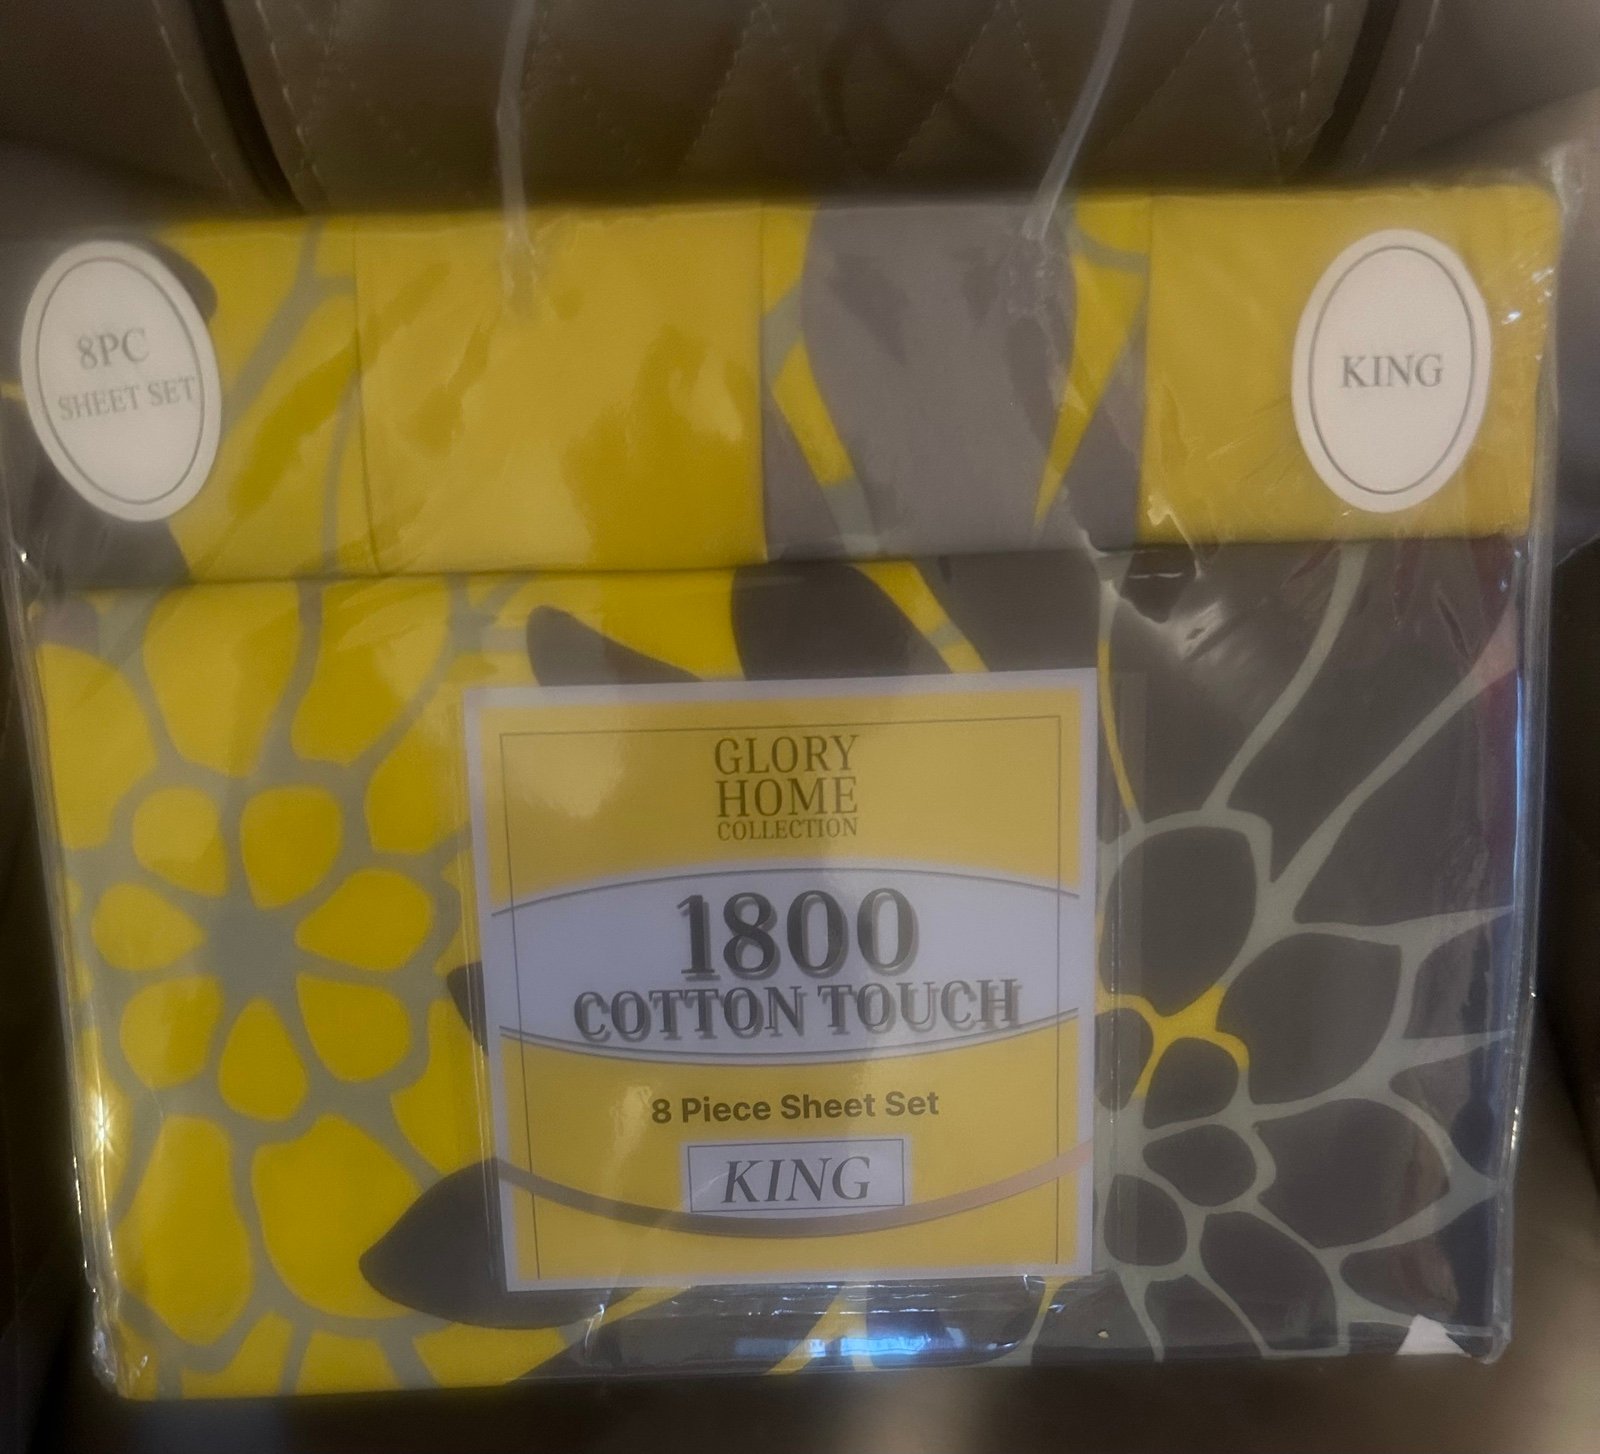 8PC
SHEET SET
KING
GLORY
HOME
COLLECTION
1800
COTTON TOUCH
8 Piece Sheet Set
KING